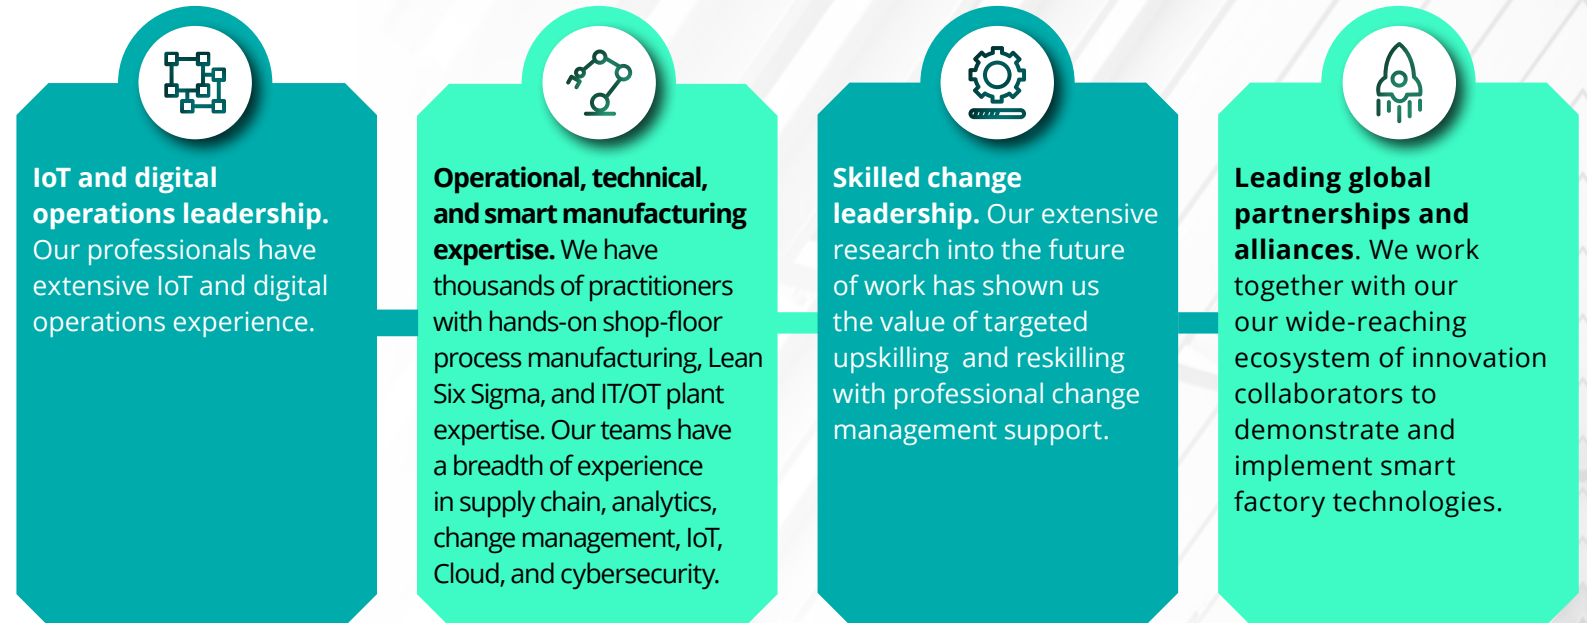 IoT and digital
operations leadership.
Our professionals have
extensive IoT and digital
operations experience.
Operational, technical,
and smart manufacturing
expertise. We have
thousands of practitioners
with hands-on shop-floor
process manufacturing, Lean
Six Sigma, and IT/OT plant
expertise. Our teams have
a breadth of experience
in supply chain, analytics,
change management, IoT,
Cloud, and cybersecurity.
Skilled change
leadership. Our extensive
research into the future
of work has shown us
the value of targeted
upskilling  and reskilling
with professional change
management support.
Leading global
partnerships and
alliances. We work
together with our
our wide-reaching
ecosystem of innovation
collaborators to
demonstrate and
implement smart
factory technologies.